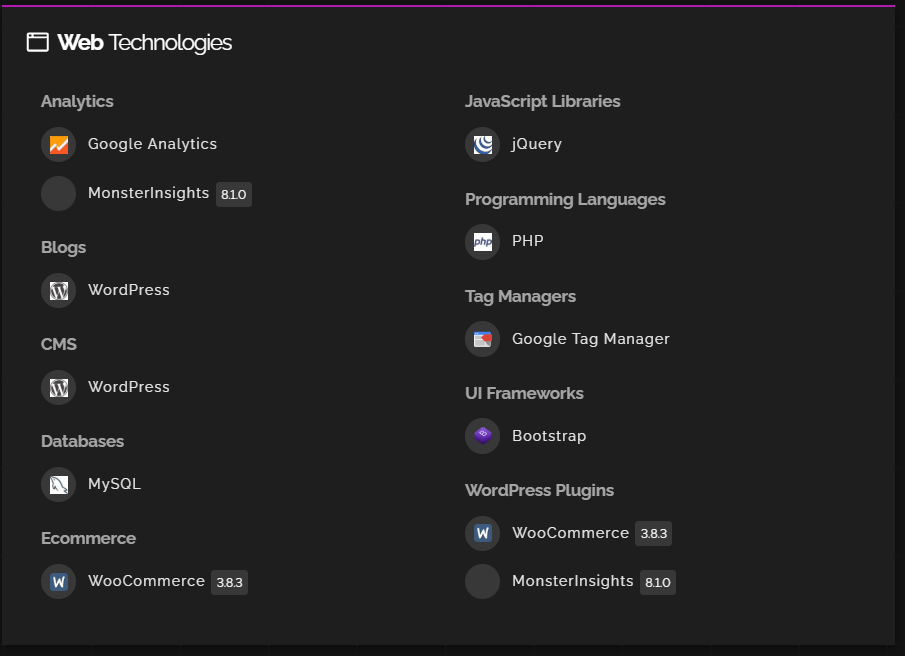 Web Technologies
Analytics
Google Analytics
MonsterInsights 8.1.0
Blogs
WordPress
CMS
WordPress
Databases
MySQL
Ecommerce
WooCommerce 3.8.3
JavaScript Libraries
jQuery
Programming Languages
php PHP
Tag Managers
Google Tag Manager
UI Frameworks
Bootstrap
WordPress Plugins
WooCommerce 3.8.3
MonsterInsights 8.1.0